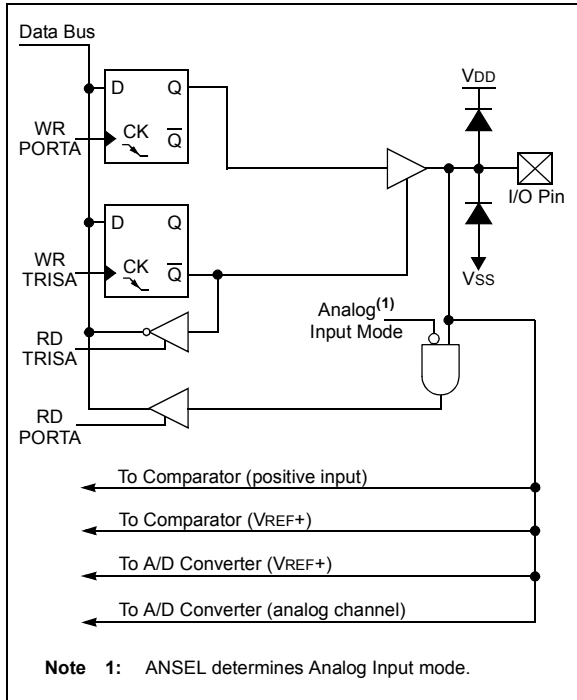 Data Bus
D Q
CK Q̅
WR
PORTA
VDD
I/O Pin
VSS
D Q
CK Q̅
WR
TRISA
RD
TRISA
Analog(1)
Input Mode
RD
PORTA
To Comparator (positive input)
To Comparator (VREF+)
To A/D Converter (VREF+)
To A/D Converter (analog channel)
Note 1: ANSEL determines Analog Input mode.